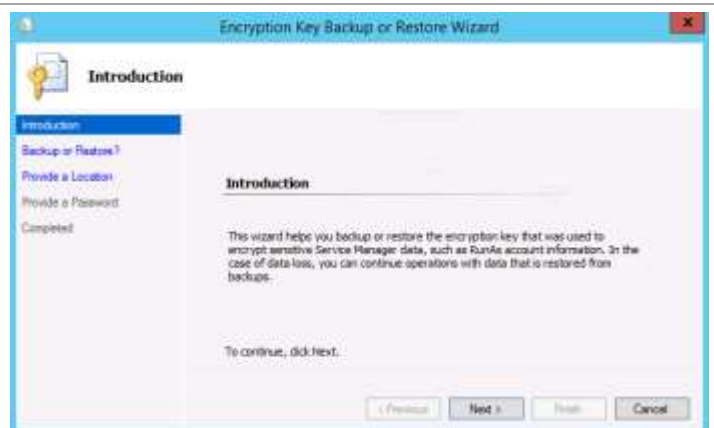 Encryption Key Backup or Restore Wizard
x
Introduction
Introduction
Backup or Restore?
Provide a Location
Provide a Password
Completed
Introduction
This wizard helps you backup or restore the encryption key that was used to
encrypt sensitive Service Manager data, such as RunAs account information. In the
case of data loss, you can continue operations with data that is restored from
backups.
To continue, click Next.
< Previous
Next >
Finish
Cancel